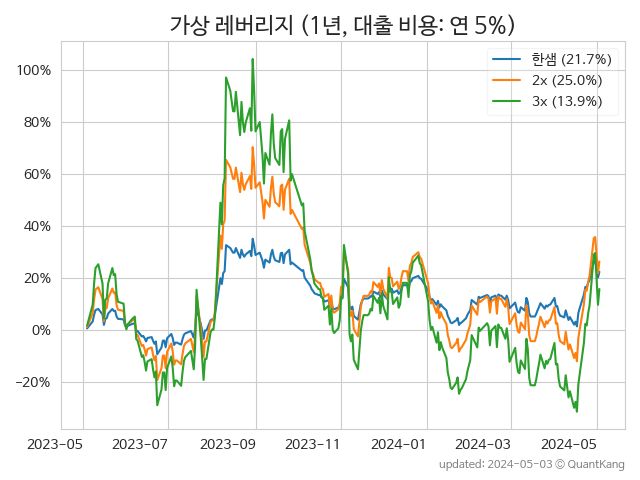 가상 레버리지 (1년, 대출 비용: 연 5%)
한샘 (21.7%)
2x (25.0%)
3x (13.9%)
100%
80%
60%
40%
20%
0%
−20%
2023-05 2023-07 2023-09 2023-11 2024-01 2024-03 2024-05
updated: 2024-05-03 ⓒ QuantKang